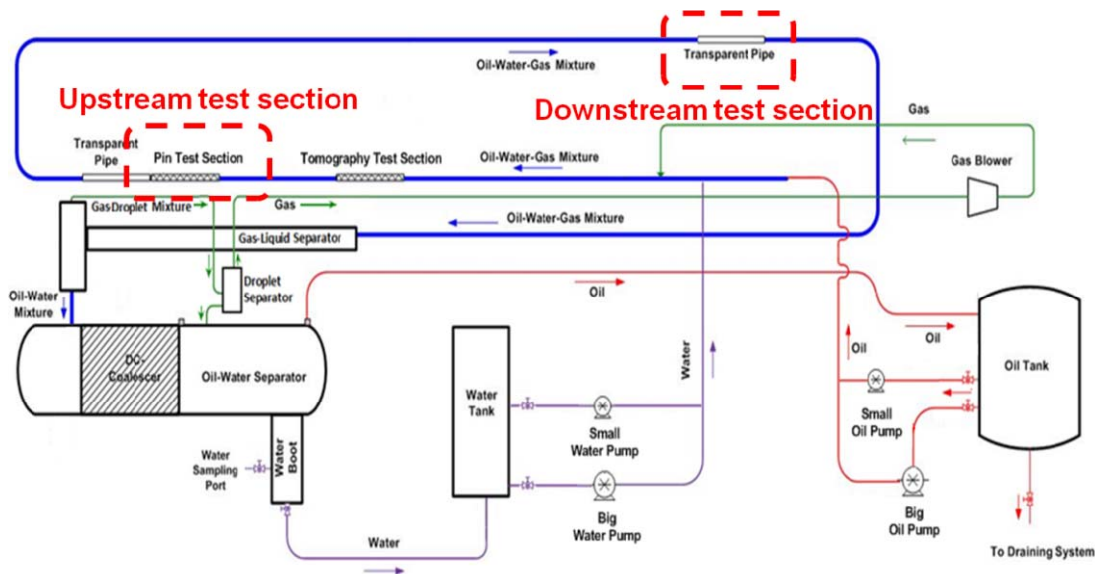 Oil-Water-Gas Mixture
Transparent Pipe
Upstream test section
Downstream test section
Gas
Transparent
Pipe
Pin Test Section
Tomography Test Section
Oil-Water-Gas Mixture
Gas Blower
Gas-Droplet Mixture
Gas
Oil-Water-Gas Mixture
Gas-Liquid Separator
Droplet
Separator
Oil-Water
Mixture
Oil
Oil
DC-
Coalescer
Oil-Water Separator
Water
Tank
Water
Oil
Oil Tank
Small
Water Pump
Small
Oil Pump
Water
Sampling
Port
Water
Boot
Big
Water Pump
Big
Oil Pump
Water
To Draining System